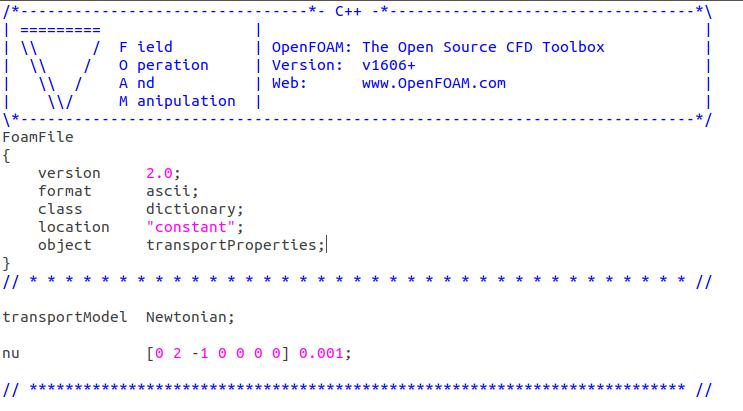 /*--------------------------------*- C++ -*----------------------------------*\
| =========                 |                                                 |
| \\      /  F ield         | OpenFOAM: The Open Source CFD Toolbox           |
|  \\    /   O peration     | Version:  v1606+                                |
|   \\  /    A nd           | Web:      www.OpenFOAM.com                      |
|    \\/     M anipulation  |                                                 |
\*---------------------------------------------------------------------------*/
FoamFile
{
    version     2.0;
    format      ascii;
    class       dictionary;
    location    "constant";
    object      transportProperties;
}
// * * * * * * * * * * * * * * * * * * * * * * * * * * * * * * * * * * * * * //

transportModel  Newtonian;

nu              [0 2 -1 0 0 0 0] 0.001;

// ************************************************************************* //